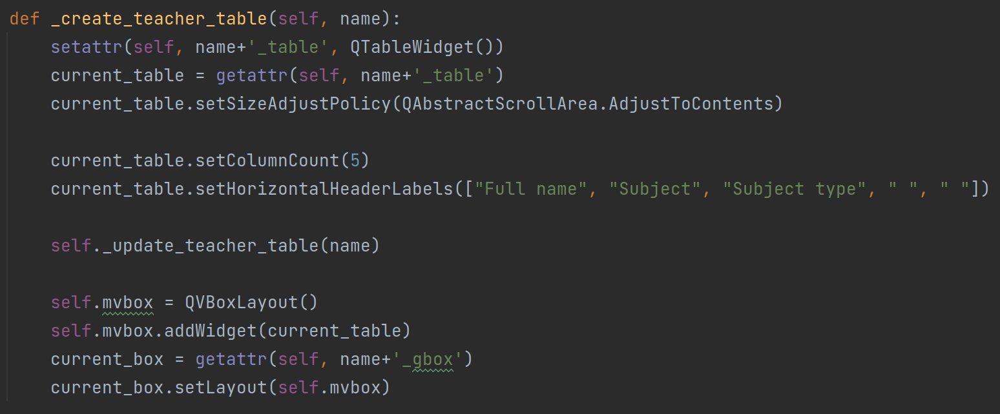 def _create_teacher_table(self, name):
    setattr(self, name+'_table', QTableWidget())
    current_table = getattr(self, name+'_table')
    current_table.setSizeAdjustPolicy(QAbstractScrollArea.AdjustToContents)
    current_table.setColumnCount(5)
    current_table.setHorizontalHeaderLabels(["Full name", "Subject", "Subject type", " ", " "])
    self._update_teacher_table(name)
    self.mvbox = QVBoxLayout()
    self.mvbox.addWidget(current_table)
    current_box = getattr(self, name+'_gbox')
    current_box.setLayout(self.mvbox)